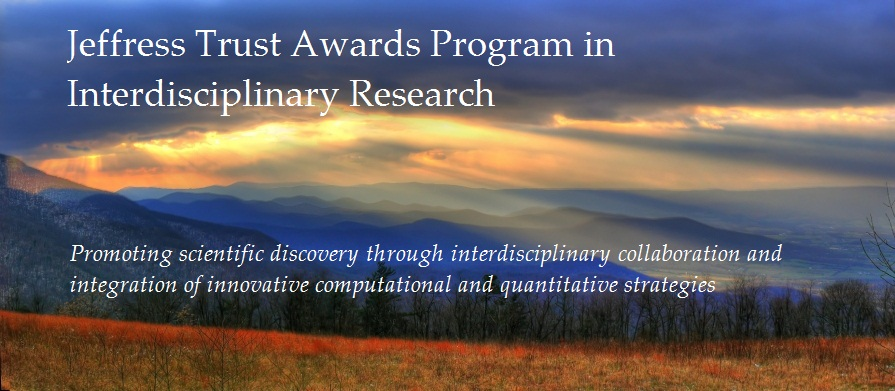 Jeffress Trust Awards Program in
Interdisciplinary Research
Promoting scientific discovery through interdisciplinary collaboration and
integration of innovative computational and quantitative strategies